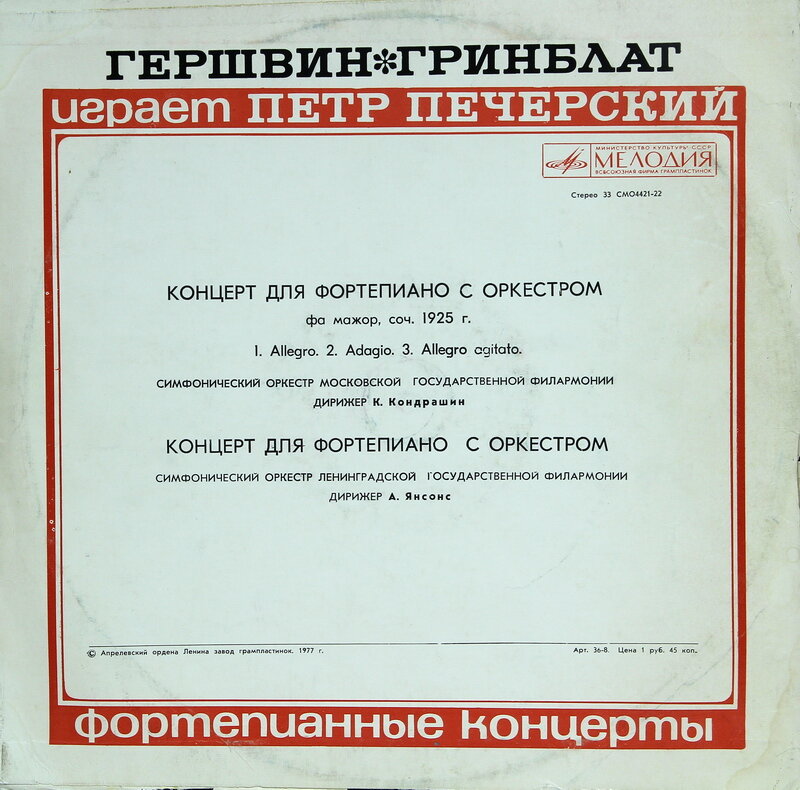 ГЕРШВИН*ГРИНБЛАТ
играет ПЕТР ПЕЧЕРСКИЙ
МИНИСТЕРСТВО КУЛЬТУРЫ СССР
МЕЛОДИЯ
ВСЕСОЮЗНАЯ ФИРМА ГРАМПЛАСТИНОК
Стерео 33 СМО4421-22
КОНЦЕРТ ДЛЯ ФОРТЕПИАНО С ОРКЕСТРОМ
фа мажор, соч. 1925 г.
1. Allegro. 2. Adagio. 3. Allegro agitato.
СИМФОНИЧЕСКИЙ ОРКЕСТР МОСКОВСКОЙ ГОСУДАРСТВЕННОЙ ФИЛАРМОНИИ
ДИРИЖЕР К. Кондрашин
КОНЦЕРТ ДЛЯ ФОРТЕПИАНО С ОРКЕСТРОМ
СИМФОНИЧЕСКИЙ ОРКЕСТР ЛЕНИНГРАДСКОЙ ГОСУДАРСТВЕННОЙ ФИЛАРМОНИИ
ДИРИЖЕР А. Янсонс
© Апрелевский ордена Ленина завод грампластинок. 1977 г. Арт. 36-8. Цена 1 руб. 45 коп.
фортепианные концерты